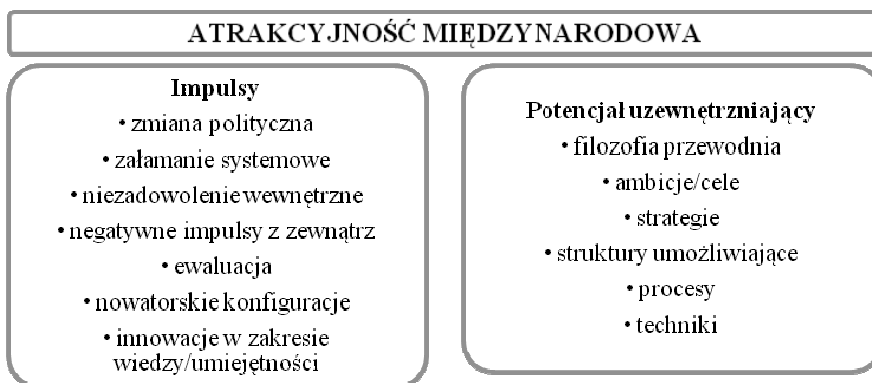 ATRAKCYJNOŚĆ MIĘDZYNARODOWA
Impulsy
• zmiana polityczna
• załamanie systemowe
• niezadowolenie wewnętrzne
• negatywne impulsy z zewnątrz
• ewaluacja
• nowatorskie konfiguracje
• innowacje w zakresie
wiedzy/umiejętności
Potencjał uzewnętrzniający
• filozofia przewodnia
• ambicje/cele
• strategie
• struktury umożliwiające
• procesy
• techniki